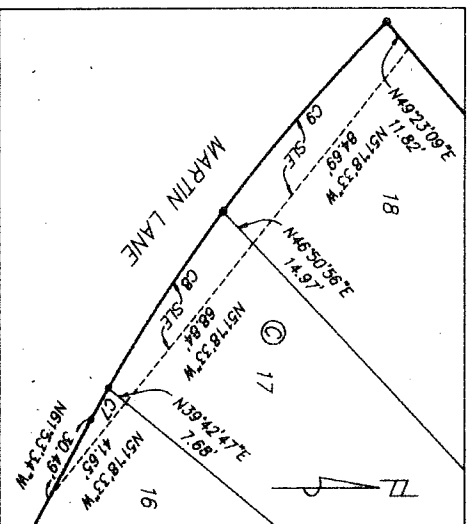 N49°23'09"E
11.82'
N51°18'33"W
84.69'
18
C9
SLE
MARTIN LANE
N46°50'56"E
14.97'
C8
SLE
N51°18'33"W
68.84'
C
17
N39°42'47"E
7.68'
C7
N51°18'33"W
41.65'
16
N61°53'34"W
30.49'
N